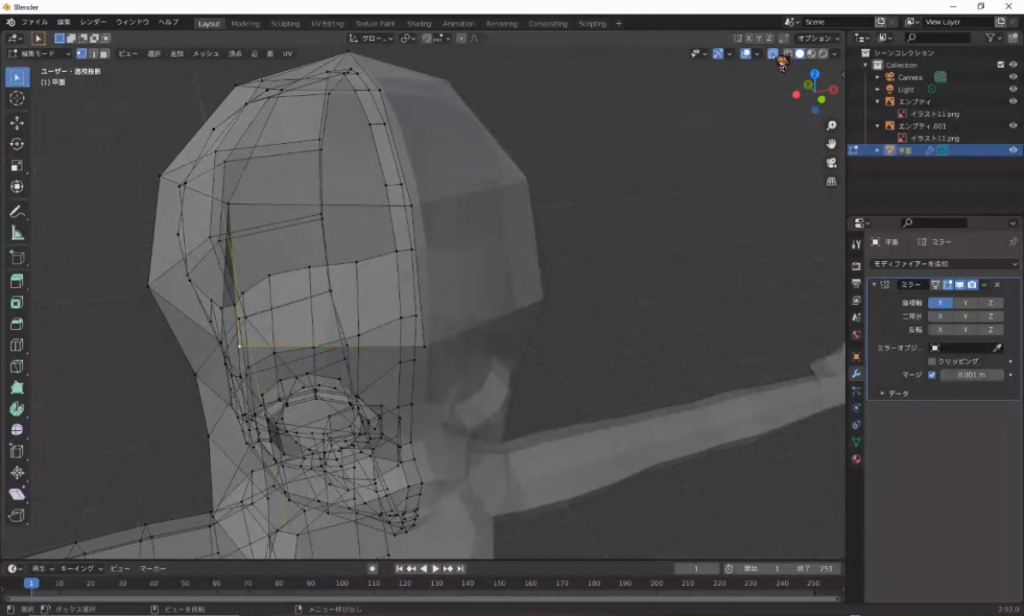 Blender
ファイル 編集 レンダー ウィンドウ ヘルプ Layout Modeling Sculpting UV Editing Texture Paint Shading Animation Rendering Compositing Scripting + Scene View Layer
グロー... X Y Z オプション
編集モード ビュー 選択 追加 メッシュ 頂点 辺 面 UV
ユーザー・透視投影
(1) 平面
シーンコレクション
Collection
Camera
Light
エンプティ
イラスト11.png
エンプティ.001
イラスト11.png
平面
平面 ミラー
モディファイアーを追加
ミラー
座標軸 X Y Z
二等分 X Y Z
反転 X Y Z
ミラーオブジ...
クリッピング
マージ 0.001 m
データ
再生 キーイング ビュー マーカー 1 開始 1 終了 250
1 10 20 30 40 50 60 70 80 90 100 110 120 130 140 150 160 170 180 190 200 210 220 230 240 250
選択 ボックス選択 ビューを回転 メニュー呼び出し 2.92.0